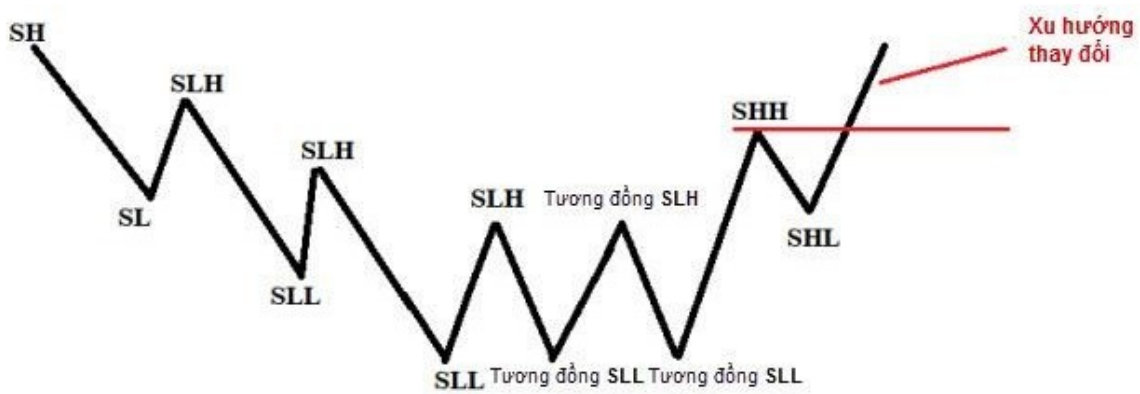 SH
Xu hướng
thay đổi
SLH
SHH
SLH
SLH
Tương đồng SLH
SL
SHL
SLL
SLL
Tương đồng SLL
Tương đồng SLL